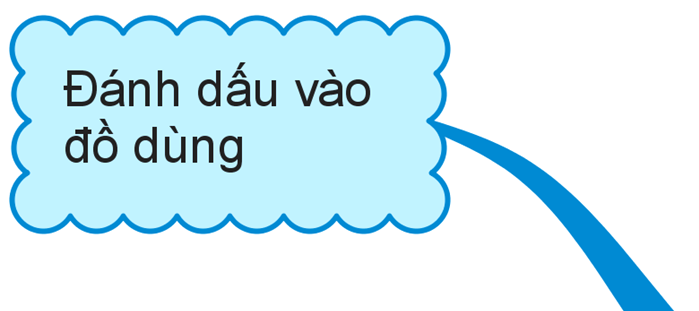 Đánh dấu vào
đồ dùng